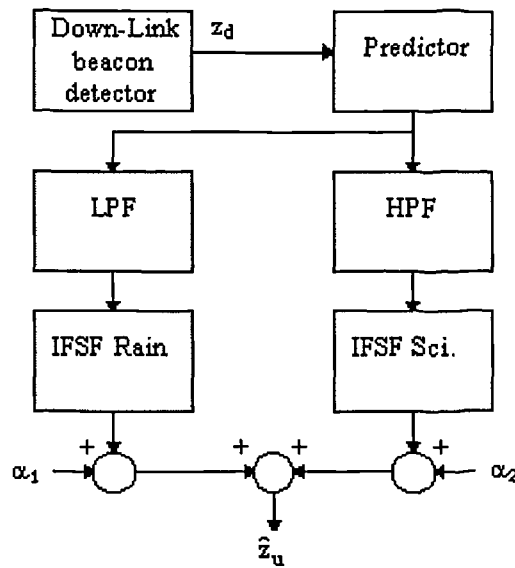 Down-Link
beacon
detector
z_d
Predictor
LPF
HPF
IFSF Rain
IFSF Sci.
+ + + +
α₁
α₂
ẑ_u